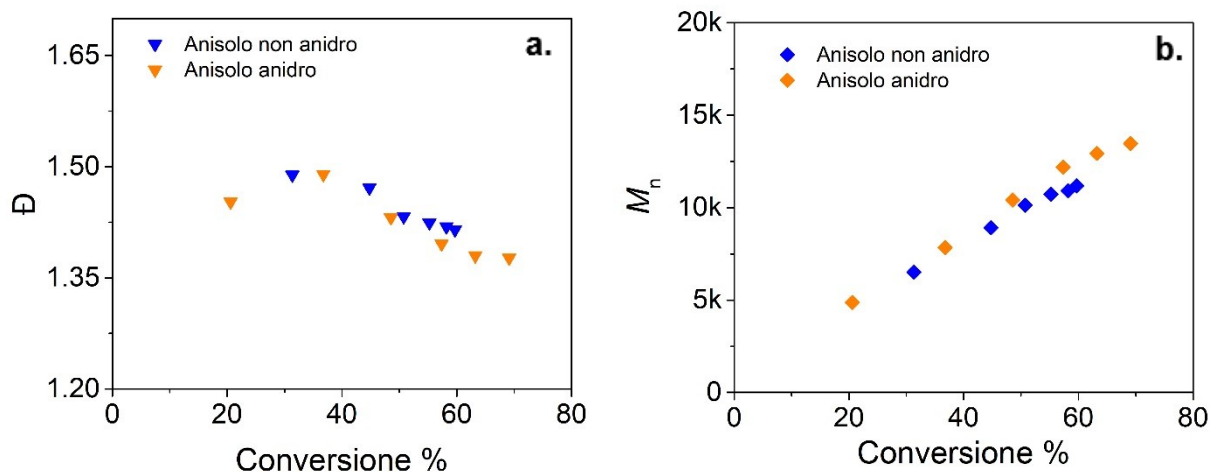 a.
Anisolo non anidro
Anisolo anidro
1.65
1.50
1.35
1.20
Đ
0 20 40 60 80
Conversione %
b.
Anisolo non anidro
Anisolo anidro
20k
15k
10k
5k
0
Mn
0 20 40 60 80
Conversione %